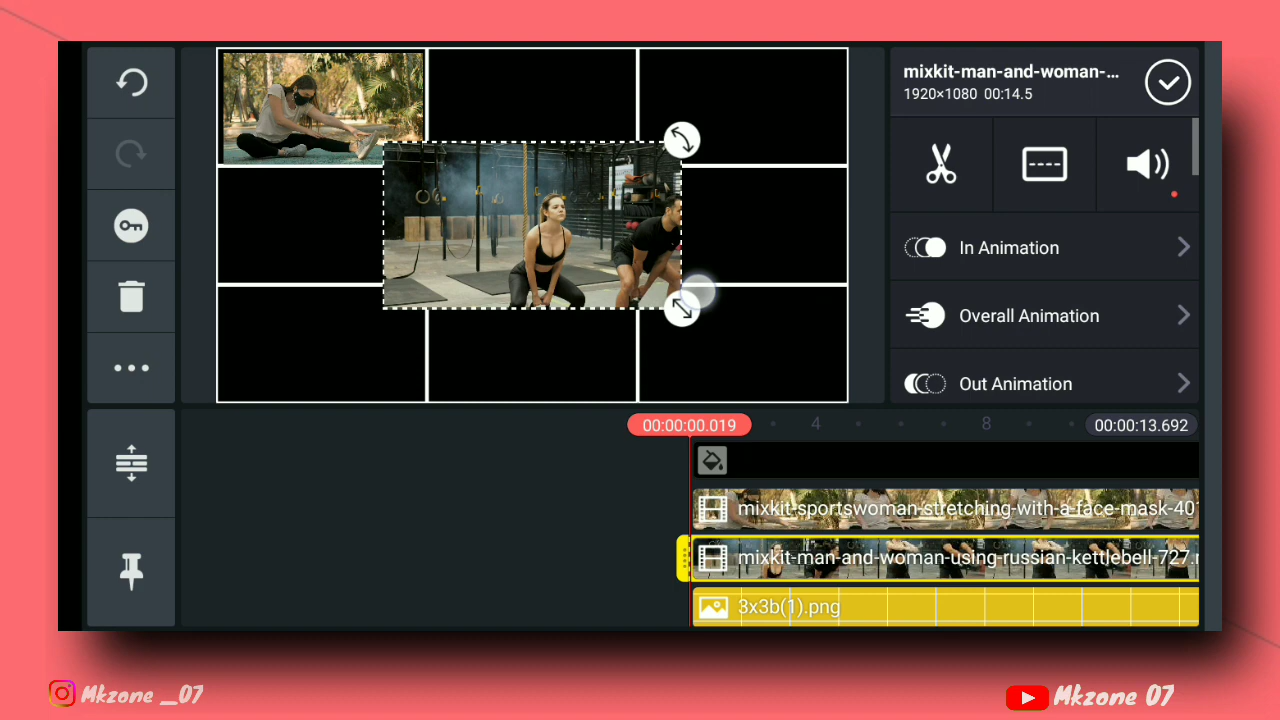 mixkit-man-and-woman-...
1920×1080 00:14.5
In Animation
Overall Animation
Out Animation
00:00:00.019
4
8
00:00:13.692
mixkit-sportswoman-stretching-with-a-face-mask-40
mixkit-man-and-woman-using-russian-kettlebell-727.
3x3b(1).png
Mkzone _07
Mkzone 07